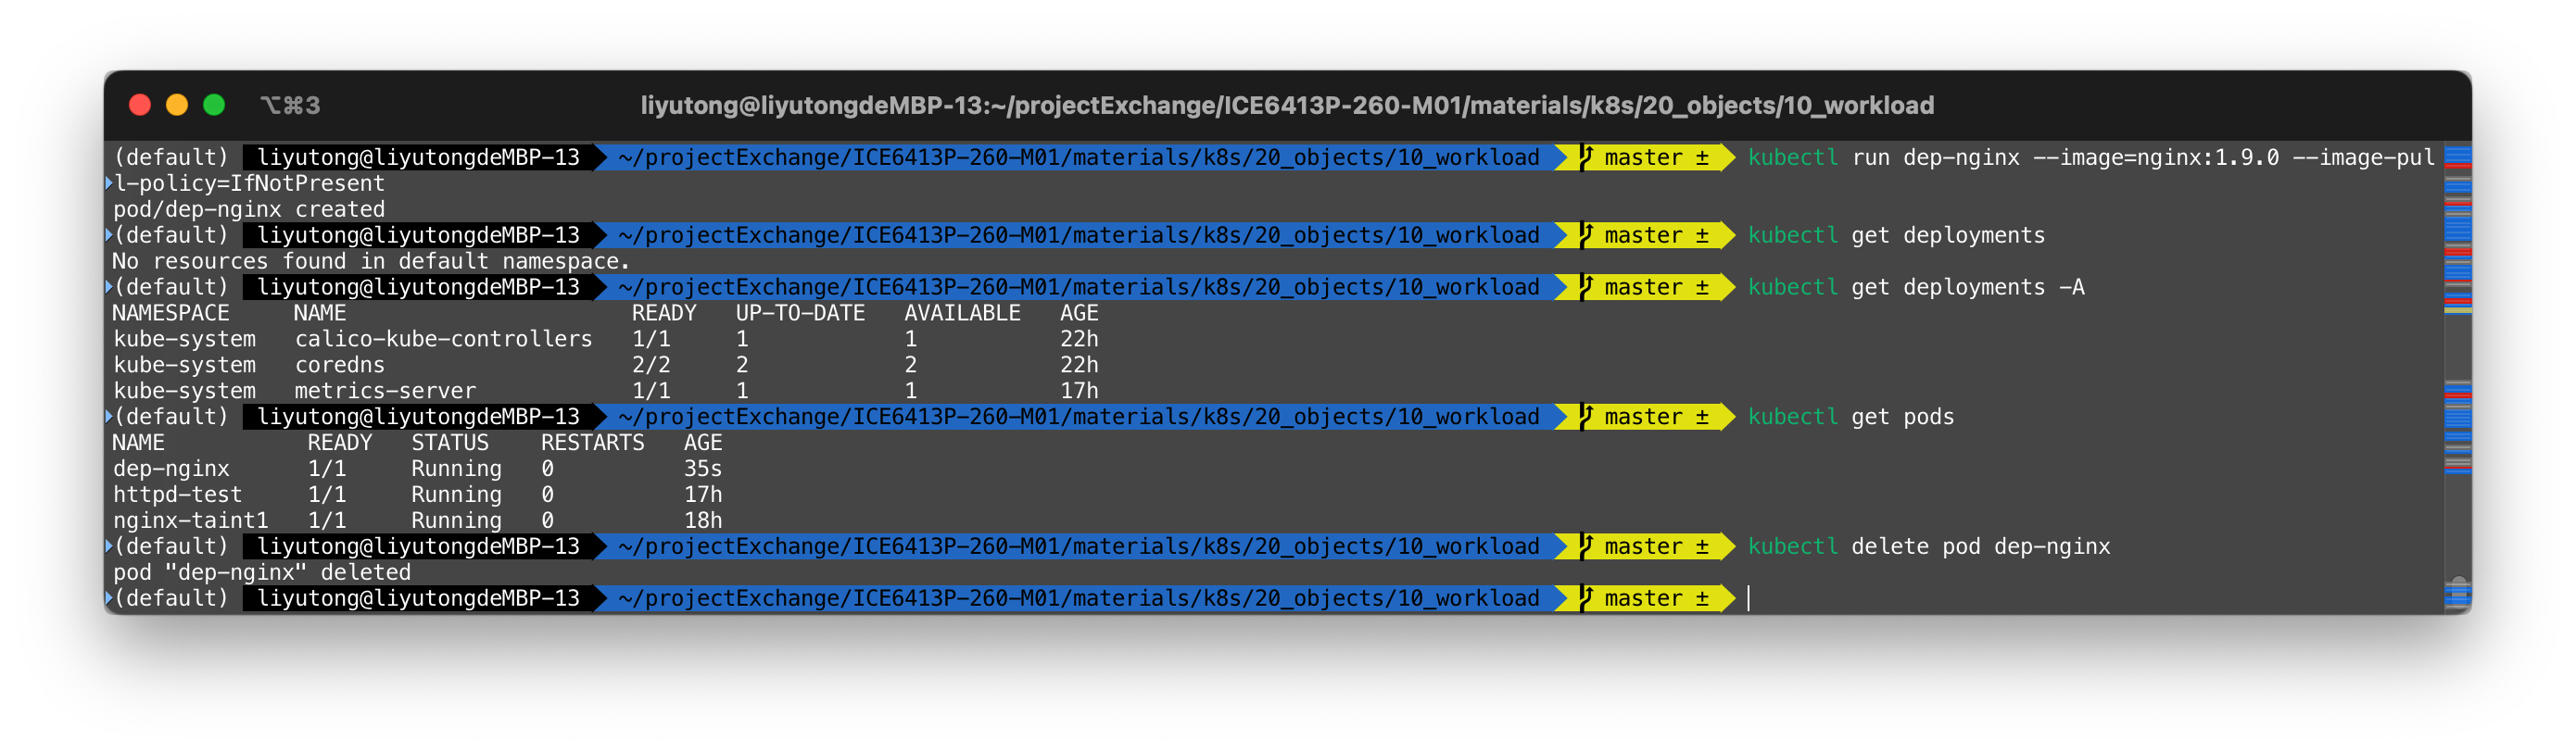 ⌥⌘3 liyutong@liyutongdeMBP-13:~/projectExchange/ICE6413P-260-M01/materials/k8s/20_objects/10_workload
(default) liyutong@liyutongdeMBP-13 ~/projectExchange/ICE6413P-260-M01/materials/k8s/20_objects/10_workload master ± kubectl run dep-nginx --image=nginx:1.9.0 --image-pul
l-policy=IfNotPresent
pod/dep-nginx created
(default) liyutong@liyutongdeMBP-13 ~/projectExchange/ICE6413P-260-M01/materials/k8s/20_objects/10_workload master ± kubectl get deployments
No resources found in default namespace.
(default) liyutong@liyutongdeMBP-13 ~/projectExchange/ICE6413P-260-M01/materials/k8s/20_objects/10_workload master ± kubectl get deployments -A
NAMESPACE NAME READY UP-TO-DATE AVAILABLE AGE
kube-system calico-kube-controllers 1/1 1 1 22h
kube-system coredns 2/2 2 2 22h
kube-system metrics-server 1/1 1 1 17h
(default) liyutong@liyutongdeMBP-13 ~/projectExchange/ICE6413P-260-M01/materials/k8s/20_objects/10_workload master ± kubectl get pods
NAME READY STATUS RESTARTS AGE
dep-nginx 1/1 Running 0 35s
httpd-test 1/1 Running 0 17h
nginx-taint1 1/1 Running 0 18h
(default) liyutong@liyutongdeMBP-13 ~/projectExchange/ICE6413P-260-M01/materials/k8s/20_objects/10_workload master ± kubectl delete pod dep-nginx
pod "dep-nginx" deleted
(default) liyutong@liyutongdeMBP-13 ~/projectExchange/ICE6413P-260-M01/materials/k8s/20_objects/10_workload master ±